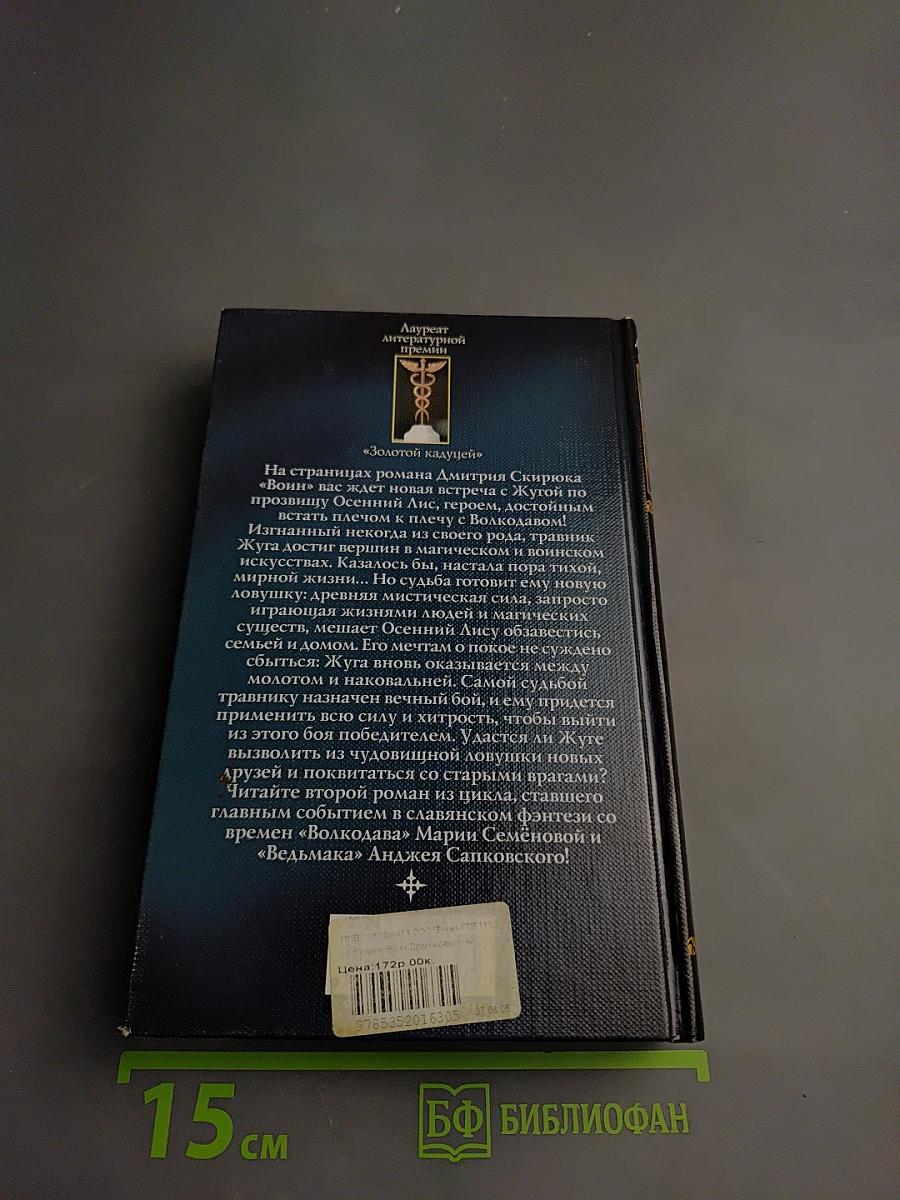 Лауреат
литературной
премии
«Золотой кадуцей»
На страницах романа Дмитрия Скирюка
«Воин» вас ждет новая встреча с Жугой по
прозвищу Осенний Лис, героем, достойным
встать плечом к плечу с Волкодавом!
Изгнанный некогда из своего рода, травник
Жуга достиг вершин в магическом и воинском
искусствах. Казалось бы, настала пора тихой,
мирной жизни... Но судьба готовит ему новую
ловушку: древняя мистическая сила, запросто
играющая жизнями людей и магических
существ, мешает Осенний Лису обзавестись
семьей и домом. Его мечтам о покое не суждено
сбыться: Жуга вновь оказывается между
молотом и наковальней. Самой судьбой
травнику назначен вечный бой, и ему придется
применить всю силу и хитрость, чтобы выйти
из этого боя победителем. Удастся ли Жуге
вызволить из чудовищной ловушки новых
друзей и поквитаться со старыми врагами?
Читайте второй роман из цикла, ставшего
главным событием в славянском фэнтези со
времен «Волкодава» Марии Семёновой и
«Ведьмака» Анджея Сапковского!
Цена:172р.00к.
9785352016305
15 см
БФ БИБЛИОФАН